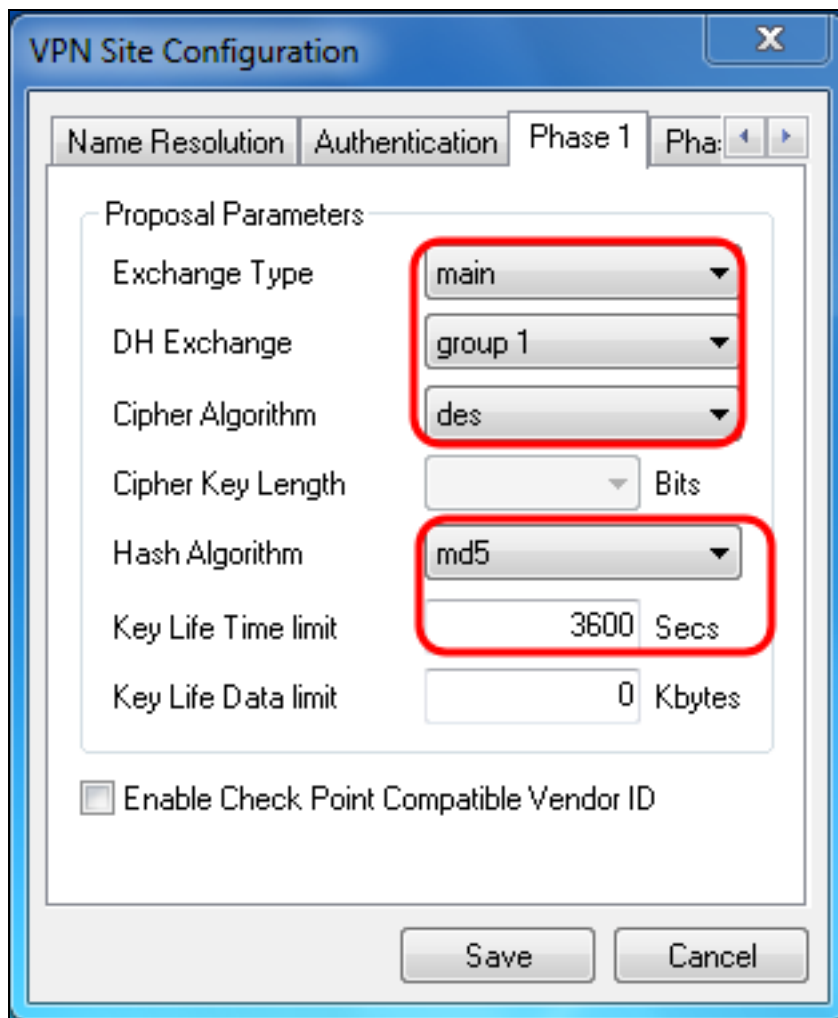 VPN Site Configuration
Name Resolution Authentication Phase 1 Pha
Proposal Parameters
Exchange Type main
DH Exchange group 1
Cipher Algorithm des
Cipher Key Length Bits
Hash Algorithm md5
Key Life Time limit 3600 Secs
Key Life Data limit 0 Kbytes
Enable Check Point Compatible Vendor ID
Save Cancel